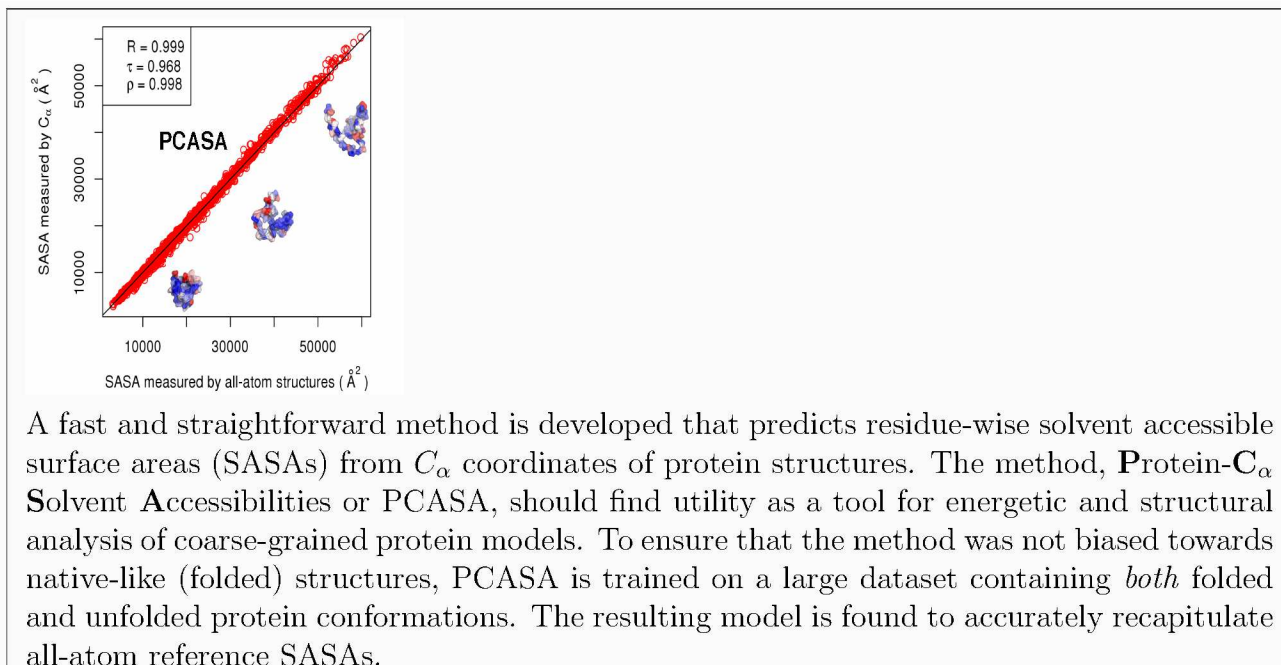 R = 0.999
τ = 0.968
ρ = 0.998
PCASA
SASA measured by Cα ( Å² )
10000
30000
50000
10000
30000
50000
SASA measured by all-atom structures ( Å² )
A fast and straightforward method is developed that predicts residue-wise solvent accessible
surface areas (SASAs) from Cα coordinates of protein structures. The method, Protein-Cα
Solvent Accessibilities or PCASA, should find utility as a tool for energetic and structural
analysis of coarse-grained protein models. To ensure that the method was not biased towards
native-like (folded) structures, PCASA is trained on a large dataset containing both folded
and unfolded protein conformations. The resulting model is found to accurately recapitulate
all-atom reference SASAs.